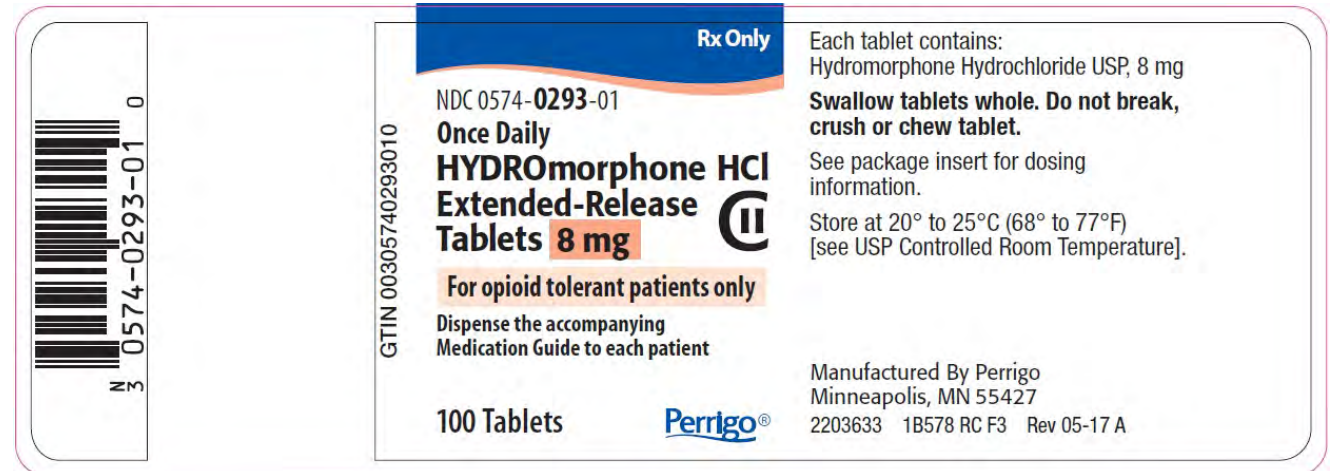 N
3 0574-0293-01 0
GTIN 00305740293010
Rx Only
NDC 0574-0293-01
Once Daily
HYDROmorphone HCl
Extended-Release
Tablets 8 mg
CII
For opioid tolerant patients only
Dispense the accompanying
Medication Guide to each patient
100 Tablets
Perrigo®
Each tablet contains:
Hydromorphone Hydrochloride USP, 8 mg
Swallow tablets whole. Do not break,
crush or chew tablet.
See package insert for dosing
information.
Store at 20° to 25°C (68° to 77°F)
[see USP Controlled Room Temperature].
Manufactured By Perrigo
Minneapolis, MN 55427
2203633 1B578 RC F3 Rev 05-17 A